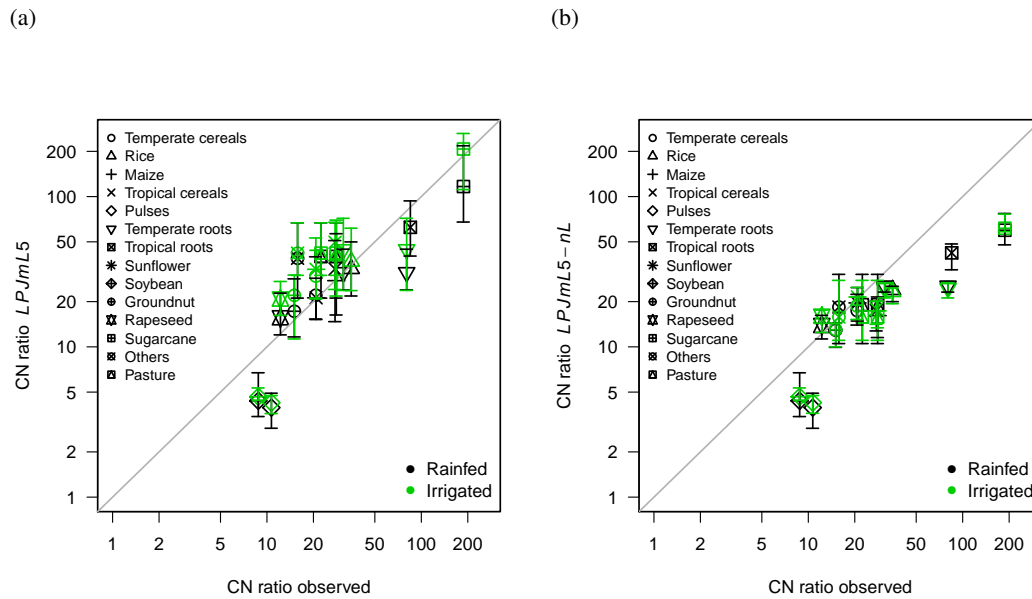 (a)
(b)
CN ratio LPJmL5
200
100
50
20
10
5
2
1
Temperate cereals
Rice
Maize
Tropical cereals
Pulses
Temperate roots
Tropical roots
Sunflower
Soybean
Groundnut
Rapeseed
Sugarcane
Others
Pasture
Rainfed
Irrigated
1 2 5 10 20 50 100 200
CN ratio observed
CN ratio LPJmL5−nL
200
100
50
20
10
5
2
1
Temperate cereals
Rice
Maize
Tropical cereals
Pulses
Temperate roots
Tropical roots
Sunflower
Soybean
Groundnut
Rapeseed
Sugarcane
Others
Pasture
Rainfed
Irrigated
1 2 5 10 20 50 100 200
CN ratio observed